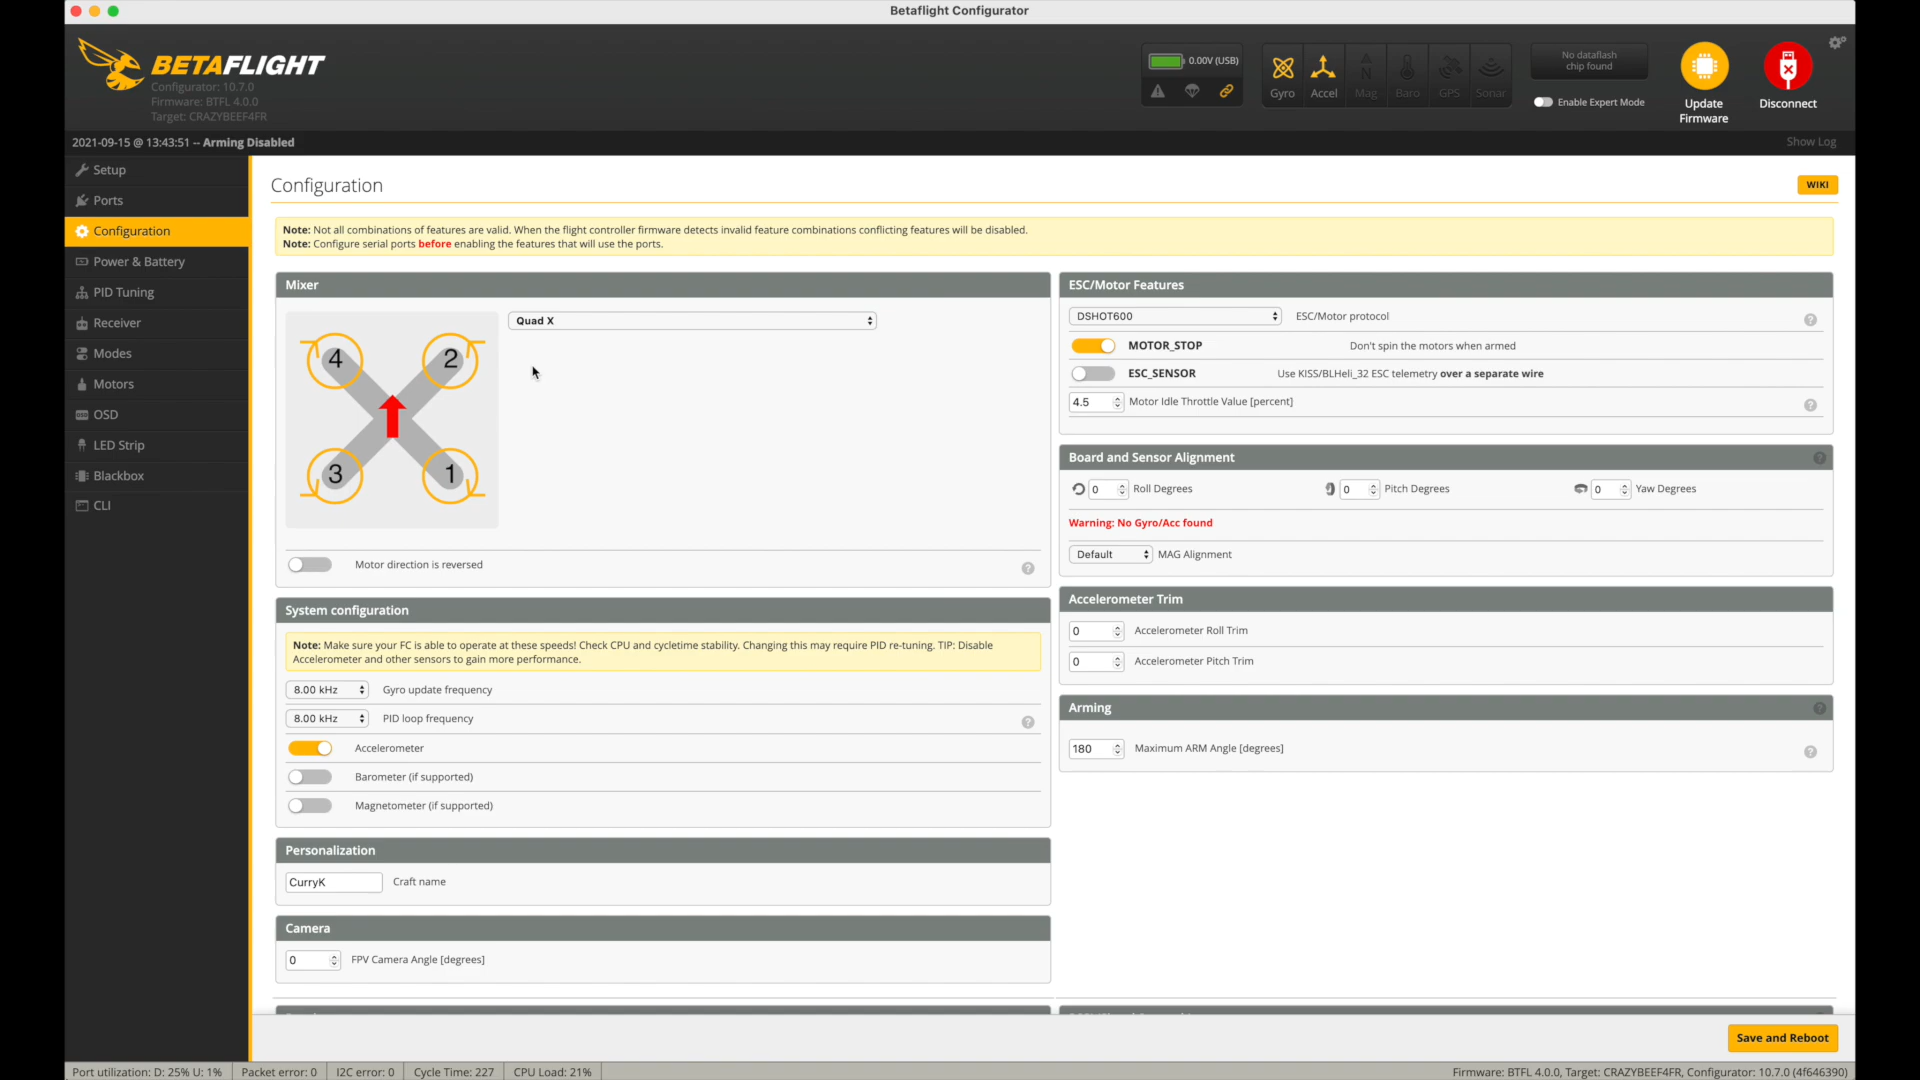 Betaflight Configurator
BETAFLIGHT
Configurator: 10.7.0
Firmware: BTFL 4.0.0
Target: CRAZYBEEF4FR
0.00V (USB)
Gyro
Accel
Mag
Baro
GPS
Sonar
No dataflash
chip found
Enable Expert Mode
Update
Firmware
Disconnect
2021-09-15 @ 13:43:51 -- Arming Disabled
Show Log
Setup
Ports
Configuration
Power & Battery
PID Tuning
Receiver
Modes
Motors
OSD
LED Strip
Blackbox
CLI
Configuration
WIKI
Note: Not all combinations of features are valid. When the flight controller firmware detects invalid feature combinations conflicting features will be disabled.
Note: Configure serial ports before enabling the features that will use the ports.
Mixer
Quad X
4
2
3
1
Motor direction is reversed
System configuration
Note: Make sure your FC is able to operate at these speeds! Check CPU and cycletime stability. Changing this may require PID re-tuning. TIP: Disable
Accelerometer and other sensors to gain more performance.
8.00 kHz Gyro update frequency
8.00 kHz PID loop frequency
Accelerometer
Barometer (if supported)
Magnetometer (if supported)
Personalization
CurryK Craft name
Camera
0 FPV Camera Angle [degrees]
ESC/Motor Features
DSHOT600 ESC/Motor protocol
MOTOR_STOP Don't spin the motors when armed
ESC_SENSOR Use KISS/BLHeli_32 ESC telemetry over a separate wire
4.5 Motor Idle Throttle Value [percent]
Board and Sensor Alignment
0 Roll Degrees 0 Pitch Degrees 0 Yaw Degrees
Warning: No Gyro/Acc found
Default MAG Alignment
Accelerometer Trim
0 Accelerometer Roll Trim
0 Accelerometer Pitch Trim
Arming
180 Maximum ARM Angle [degrees]
Save and Reboot
Port utilization: D: 25% U: 1% Packet error: 0 I2C error: 0 Cycle Time: 227 CPU Load: 21%
Firmware: BTFL 4.0.0, Target: CRAZYBEEF4FR, Configurator: 10.7.0 (4f646390)